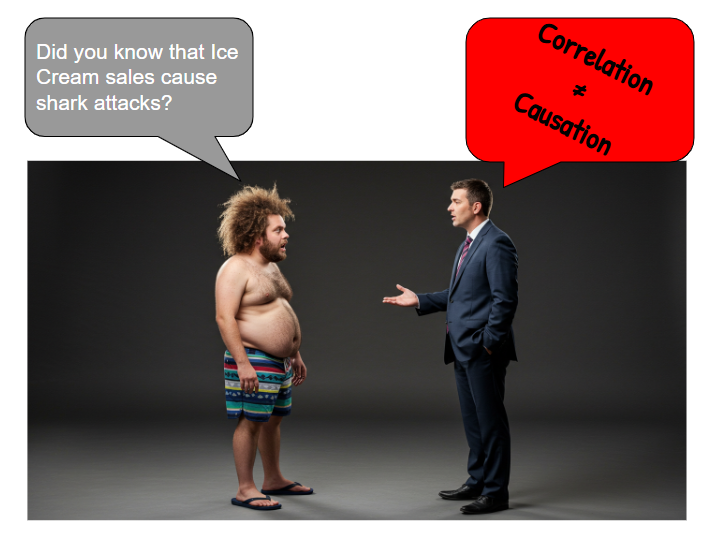 Did you know that Ice
Cream sales cause
shark attacks?
Correlation
≠
Causation